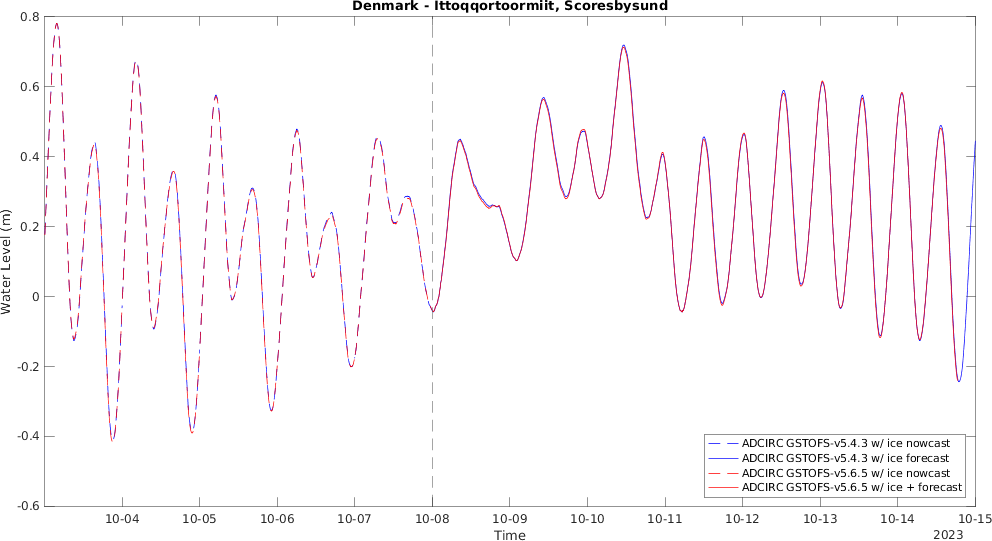 Denmark - Ittoqqortoormiit, Scoresbysund
0.8
0.6
0.4
0.2
0
-0.2
-0.4
-0.6
Water Level (m)
ADCIRC GSTOFS-v5.4.3 w/ ice nowcast
ADCIRC GSTOFS-v5.4.3 w/ ice forecast
ADCIRC GSTOFS-v5.6.5 w/ ice nowcast
ADCIRC GSTOFS-v5.6.5 w/ ice + forecast
10-04 10-05 10-06 10-07 10-08 10-09 10-10 10-11 10-12 10-13 10-14 10-15
Time
2023